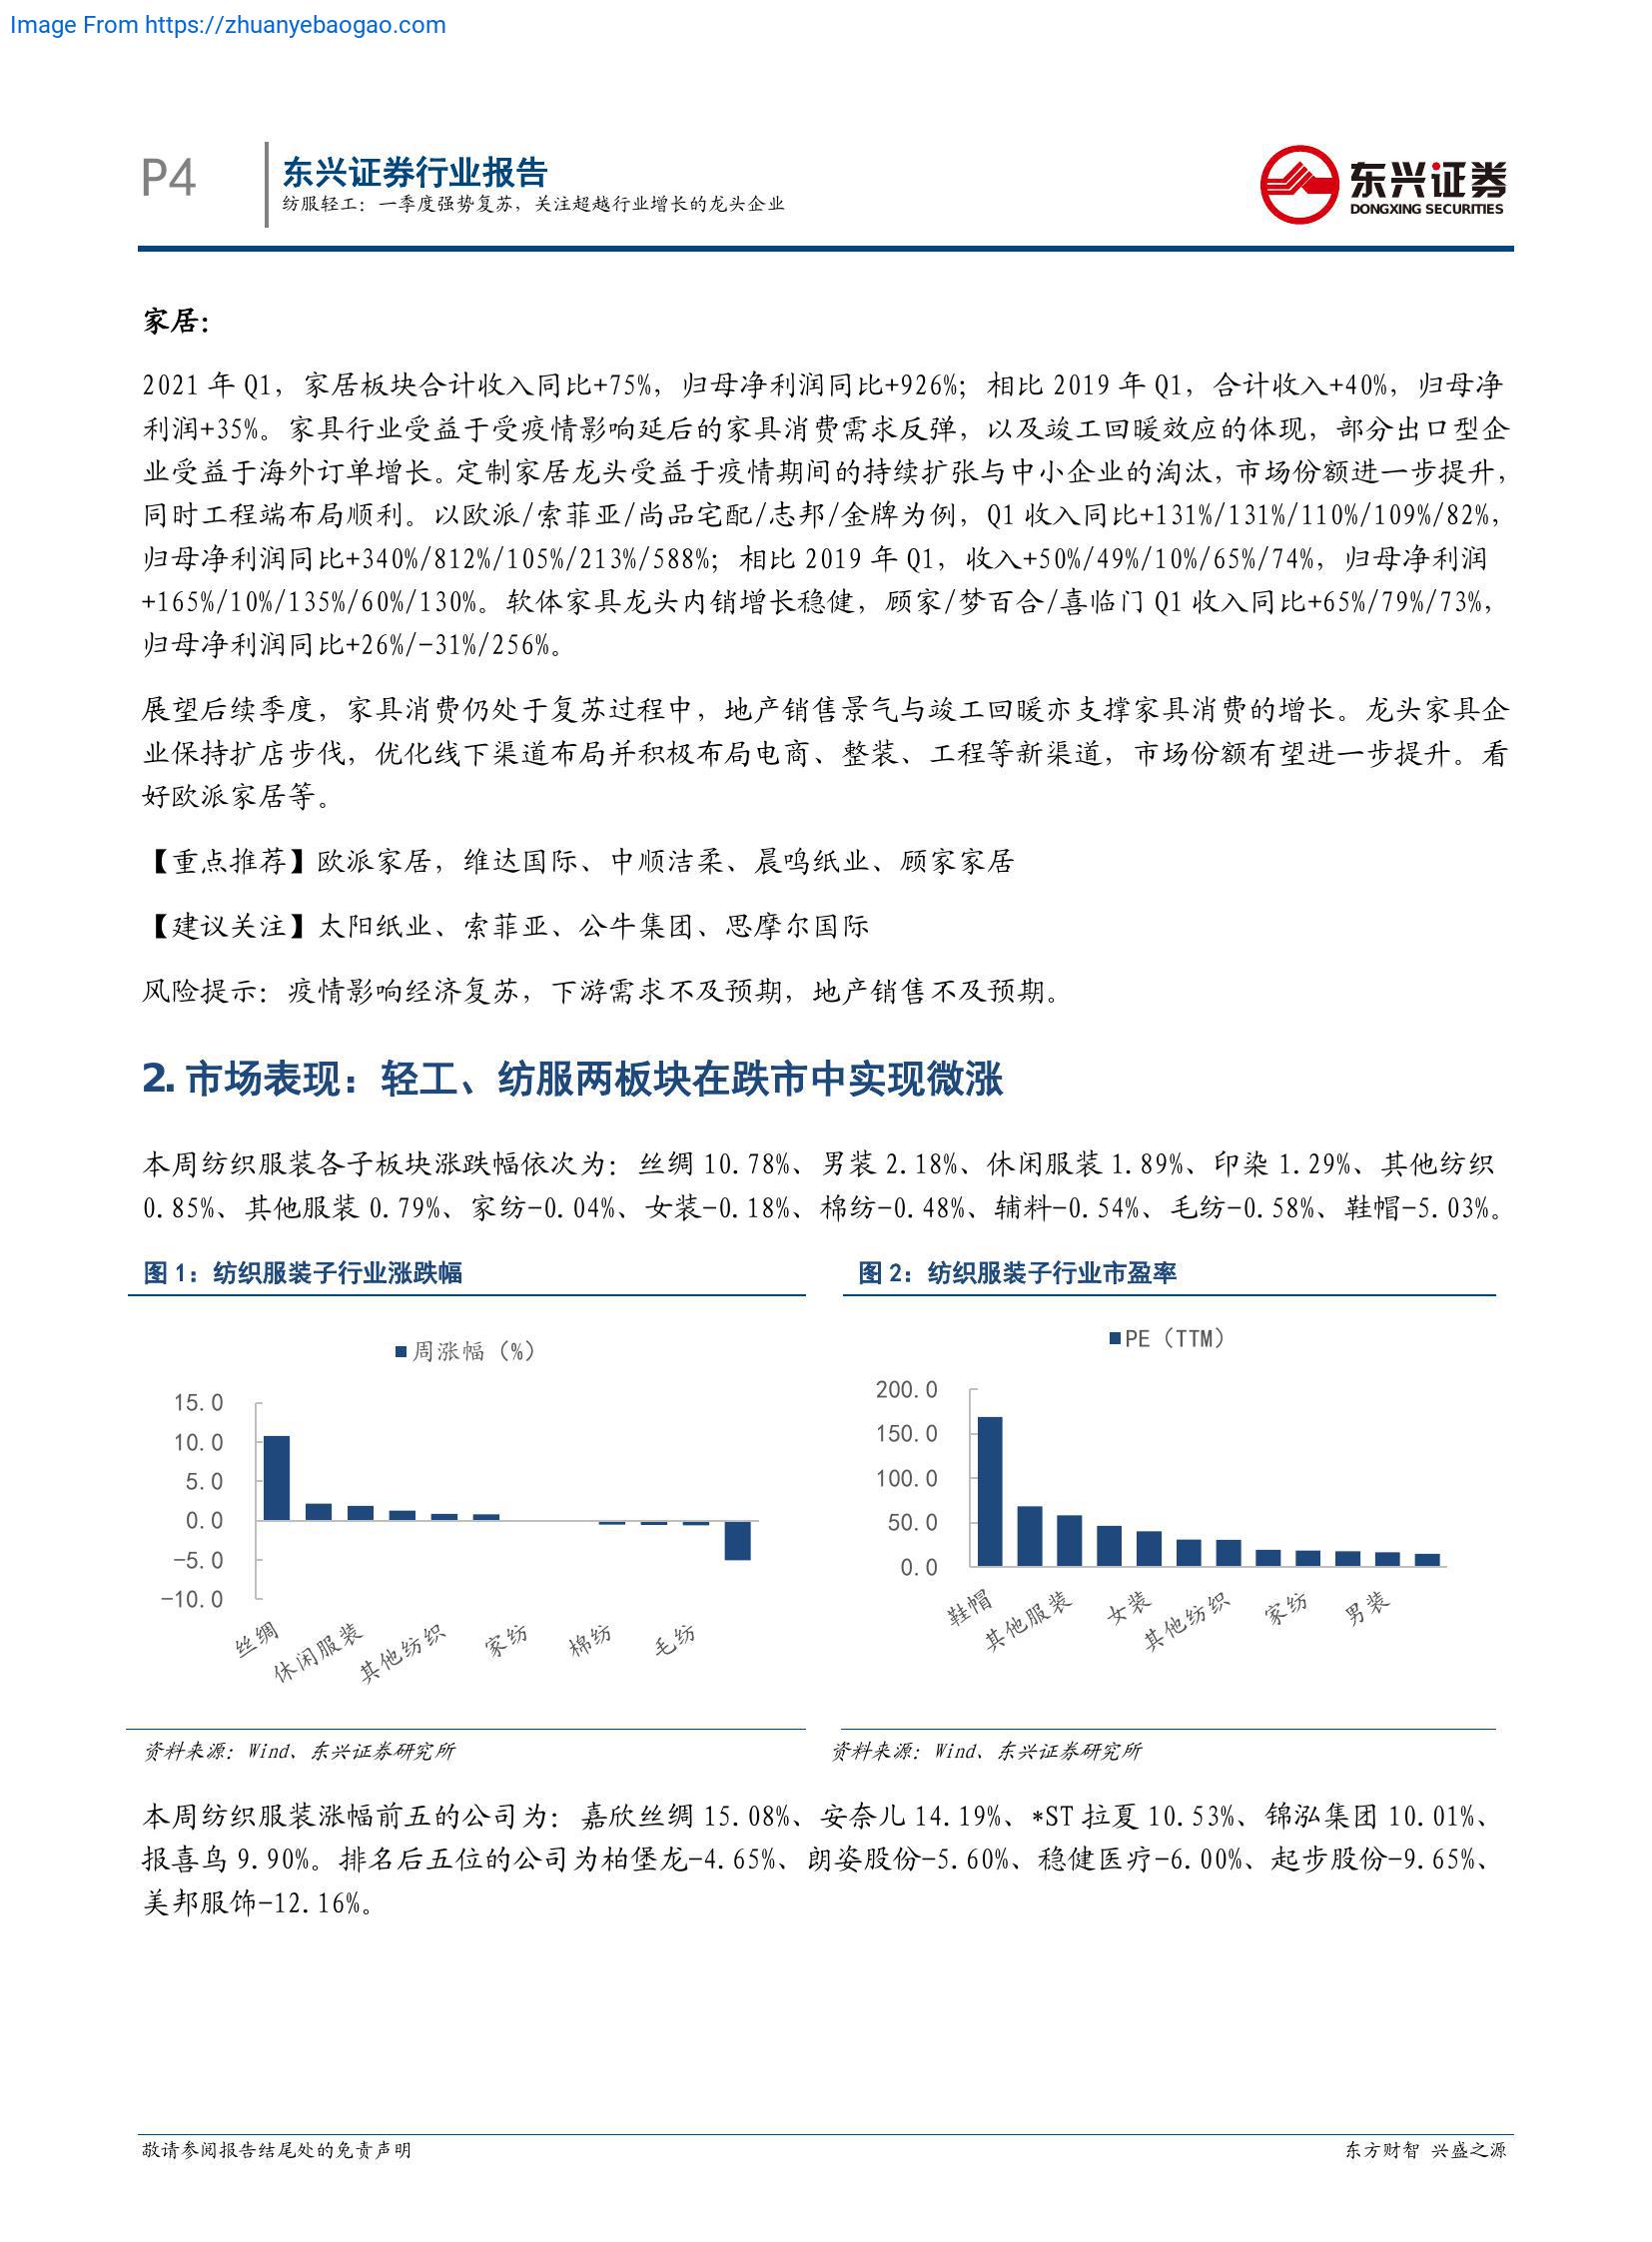 Image From https://zhuanyebaogao.com
P4
东兴证券行业报告
纺服轻工：一季度强势复苏，关注超越行业增长的龙头企业
东兴证券
DONGXING SECURITIES
家居：
2021 年 Q1，家居板块合计收入同比+75%，归母净利润同比+926%；相比 2019 年 Q1，合计收入+40%，归母净
利润+35%。家具行业受益于受疫情影响延后的家具消费需求反弹，以及竣工回暖效应的体现，部分出口型企
业受益于海外订单增长。定制家居龙头受益于疫情期间的持续扩张与中小企业的淘汰，市场份额进一步提升，
同时工程端布局顺利。以欧派/索菲亚/尚品宅配/志邦/金牌为例，Q1 收入同比+131%/131%/110%/109%/82%，
归母净利润同比+340%/812%/105%/213%/588%；相比 2019 年 Q1，收入+50%/49%/10%/65%/74%，归母净利润
+165%/10%/135%/60%/130%。软体家具龙头内销增长稳健，顾家/梦百合/喜临门 Q1 收入同比+65%/79%/73%，
归母净利润同比+26%/-31%/256%。
展望后续季度，家具消费仍处于复苏过程中，地产销售景气与竣工回暖亦支撑家具消费的增长。龙头家具企
业保持扩店步伐，优化线下渠道布局并积极布局电商、整装、工程等新渠道，市场份额有望进一步提升。看
好欧派家居等。
【重点推荐】欧派家居，维达国际、中顺洁柔、晨鸣纸业、顾家家居
【建议关注】太阳纸业、索菲亚、公牛集团、思摩尔国际
风险提示：疫情影响经济复苏，下游需求不及预期，地产销售不及预期。
2. 市场表现：轻工、纺服两板块在跌市中实现微涨
本周纺织服装各子板块涨跌幅依次为：丝绸 10.78%、男装 2.18%、休闲服装 1.89%、印染 1.29%、其他纺织
0.85%、其他服装 0.79%、家纺-0.04%、女装-0.18%、棉纺-0.48%、辅料-0.54%、毛纺-0.58%、鞋帽-5.03%。
图 1：纺织服装子行业涨跌幅
周涨幅（%）
15.0
10.0
5.0
0.0
-5.0
-10.0
丝绸
休闲服装
其他纺织
家纺
棉纺
毛纺
资料来源：Wind、东兴证券研究所
图 2：纺织服装子行业市盈率
PE（TTM）
200.0
150.0
100.0
50.0
0.0
鞋帽
其他服装
女装
其他纺织
家纺
男装
资料来源：Wind、东兴证券研究所
本周纺织服装涨幅前五的公司为：嘉欣丝绸 15.08%、安奈儿 14.19%、*ST 拉夏 10.53%、锦泓集团 10.01%、
报喜鸟 9.90%。排名后五位的公司为柏堡龙-4.65%、朗姿股份-5.60%、稳健医疗-6.00%、起步股份-9.65%、
美邦服饰-12.16%。
敬请参阅报告结尾处的免责声明
东方财智 兴盛之源